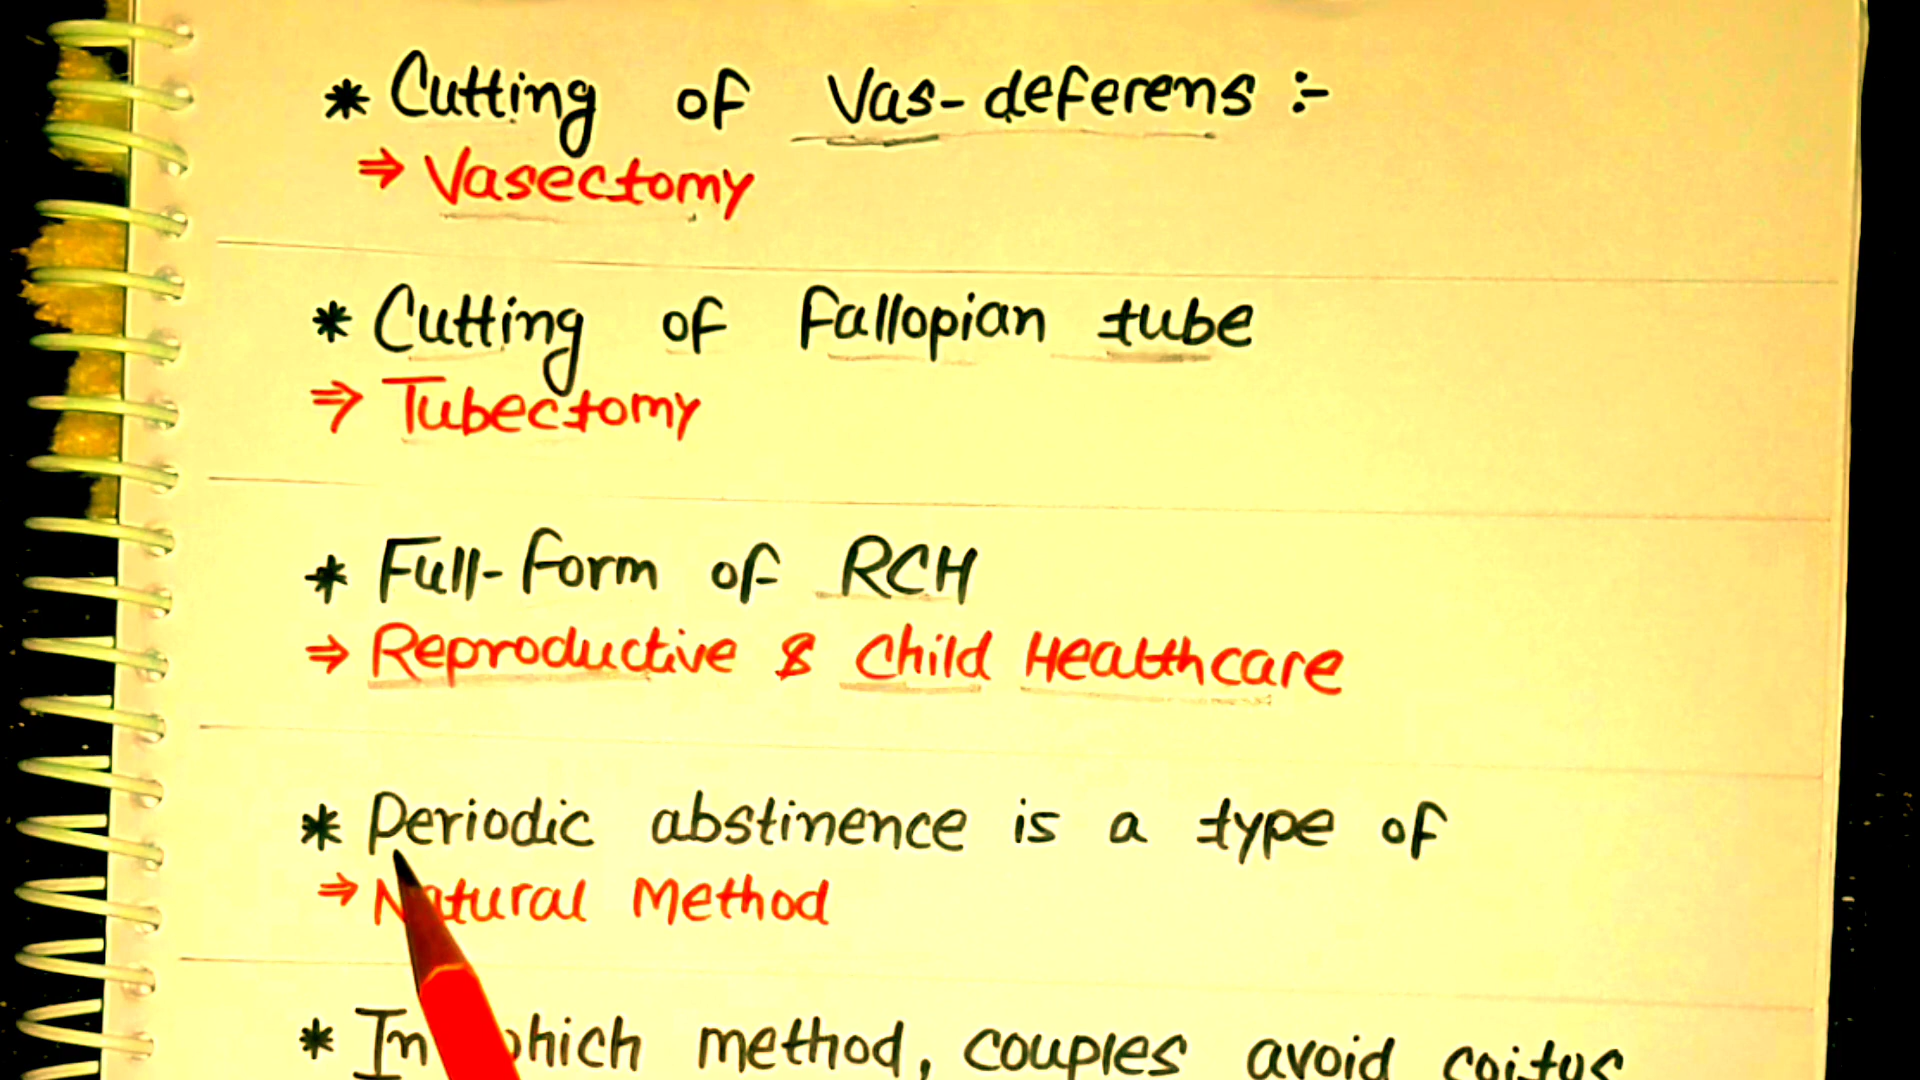 * Cutting of Vas-deferens :-
⇒ Vasectomy
* Cutting of fallopian tube
⇒ Tubectomy
* Full-form of RCH
⇒ Reproductive & Child Healthcare
* Periodic abstinence is a type of
⇒ Natural Method
* In which method, couples avoid coitus